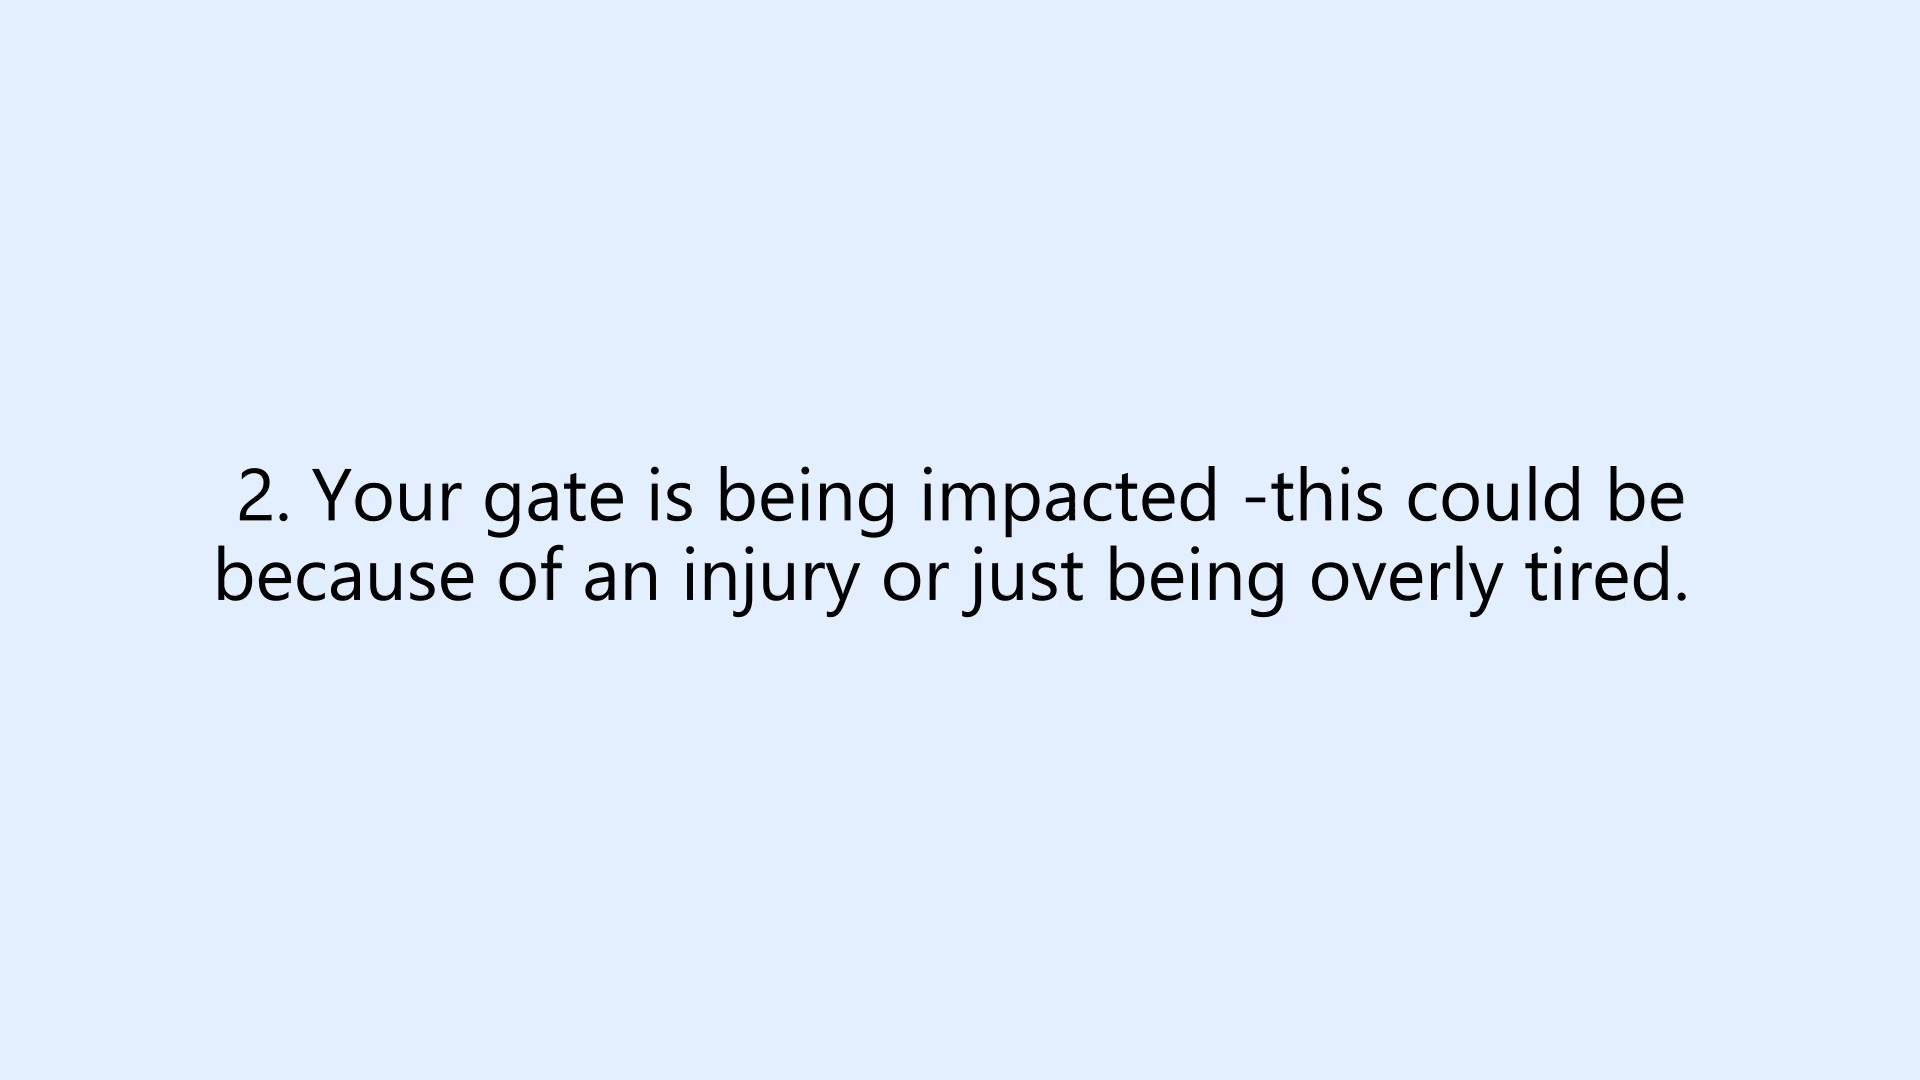 2. Your gate is being impacted -this could be
because of an injury or just being overly tired.